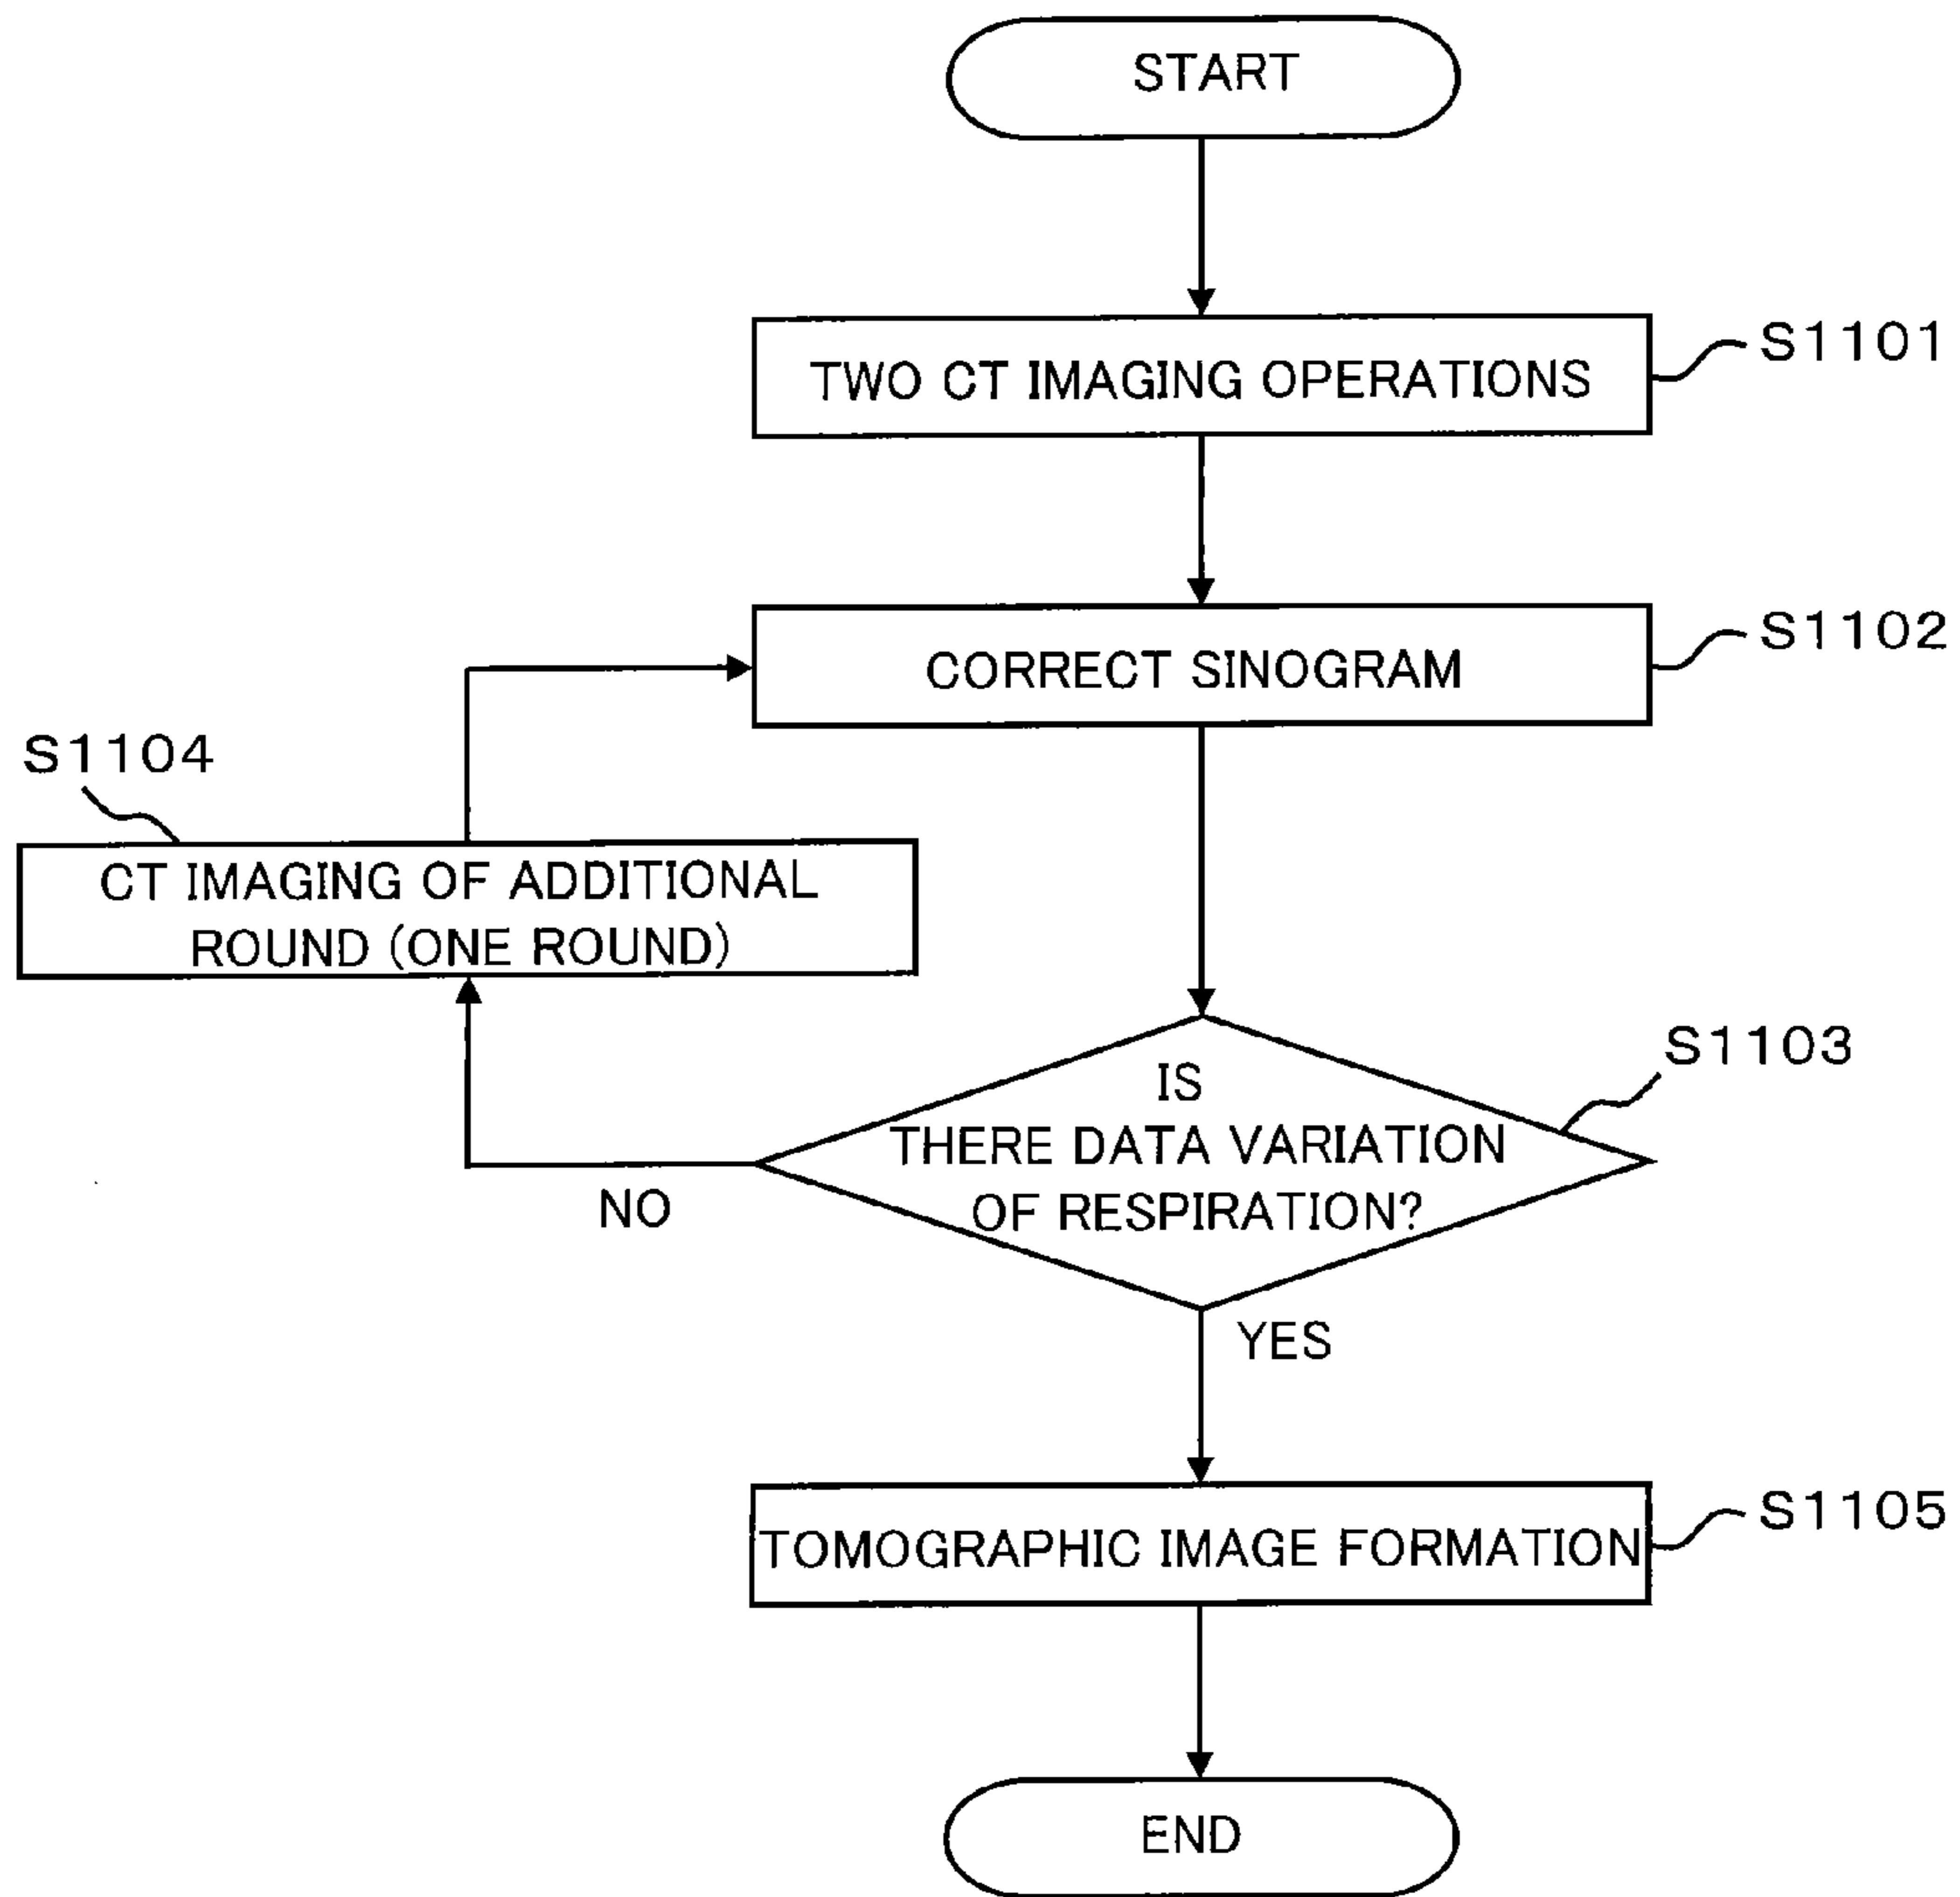 START
TWO CT IMAGING OPERATIONS
S1101
CORRECT SINOGRAM
S1102
S1104
CT IMAGING OF ADDITIONAL
ROUND (ONE ROUND)
IS
THERE DATA VARIATION
OF RESPIRATION?
S1103
NO
YES
TOMOGRAPHIC IMAGE FORMATION
S1105
END